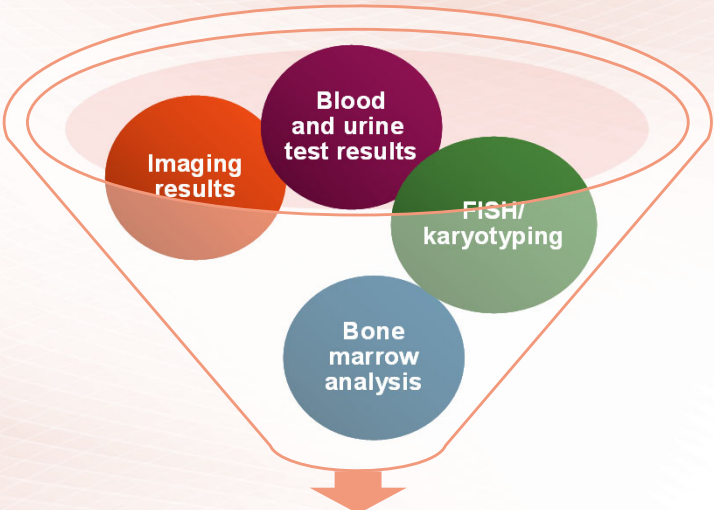 Blood
and urine
test results
Imaging
results
FISH/
karyotyping
Bone
marrow
analysis